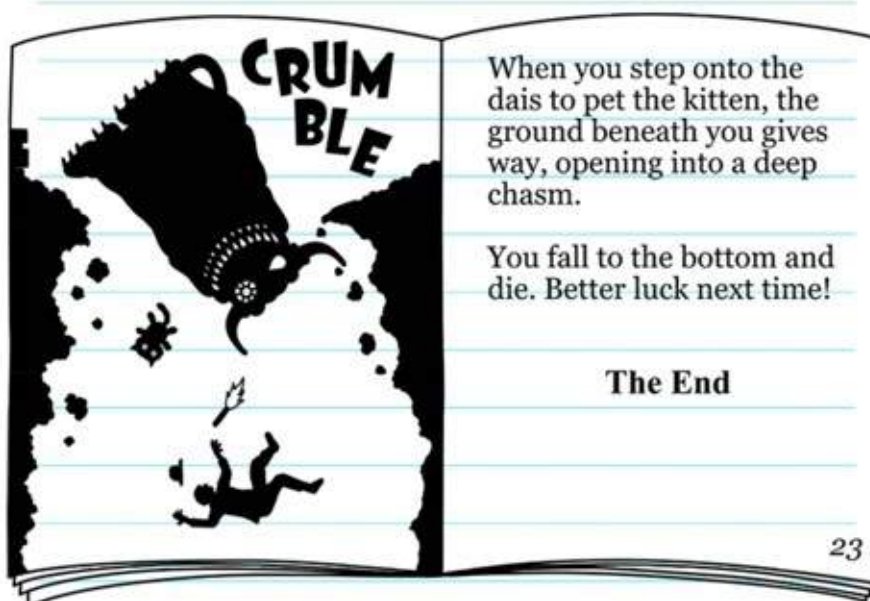 CRUM
BLE
When you step onto the
dais to pet the kitten, the
ground beneath you gives
way, opening into a deep
chasm.
You fall to the bottom and
die. Better luck next time!
The End
23